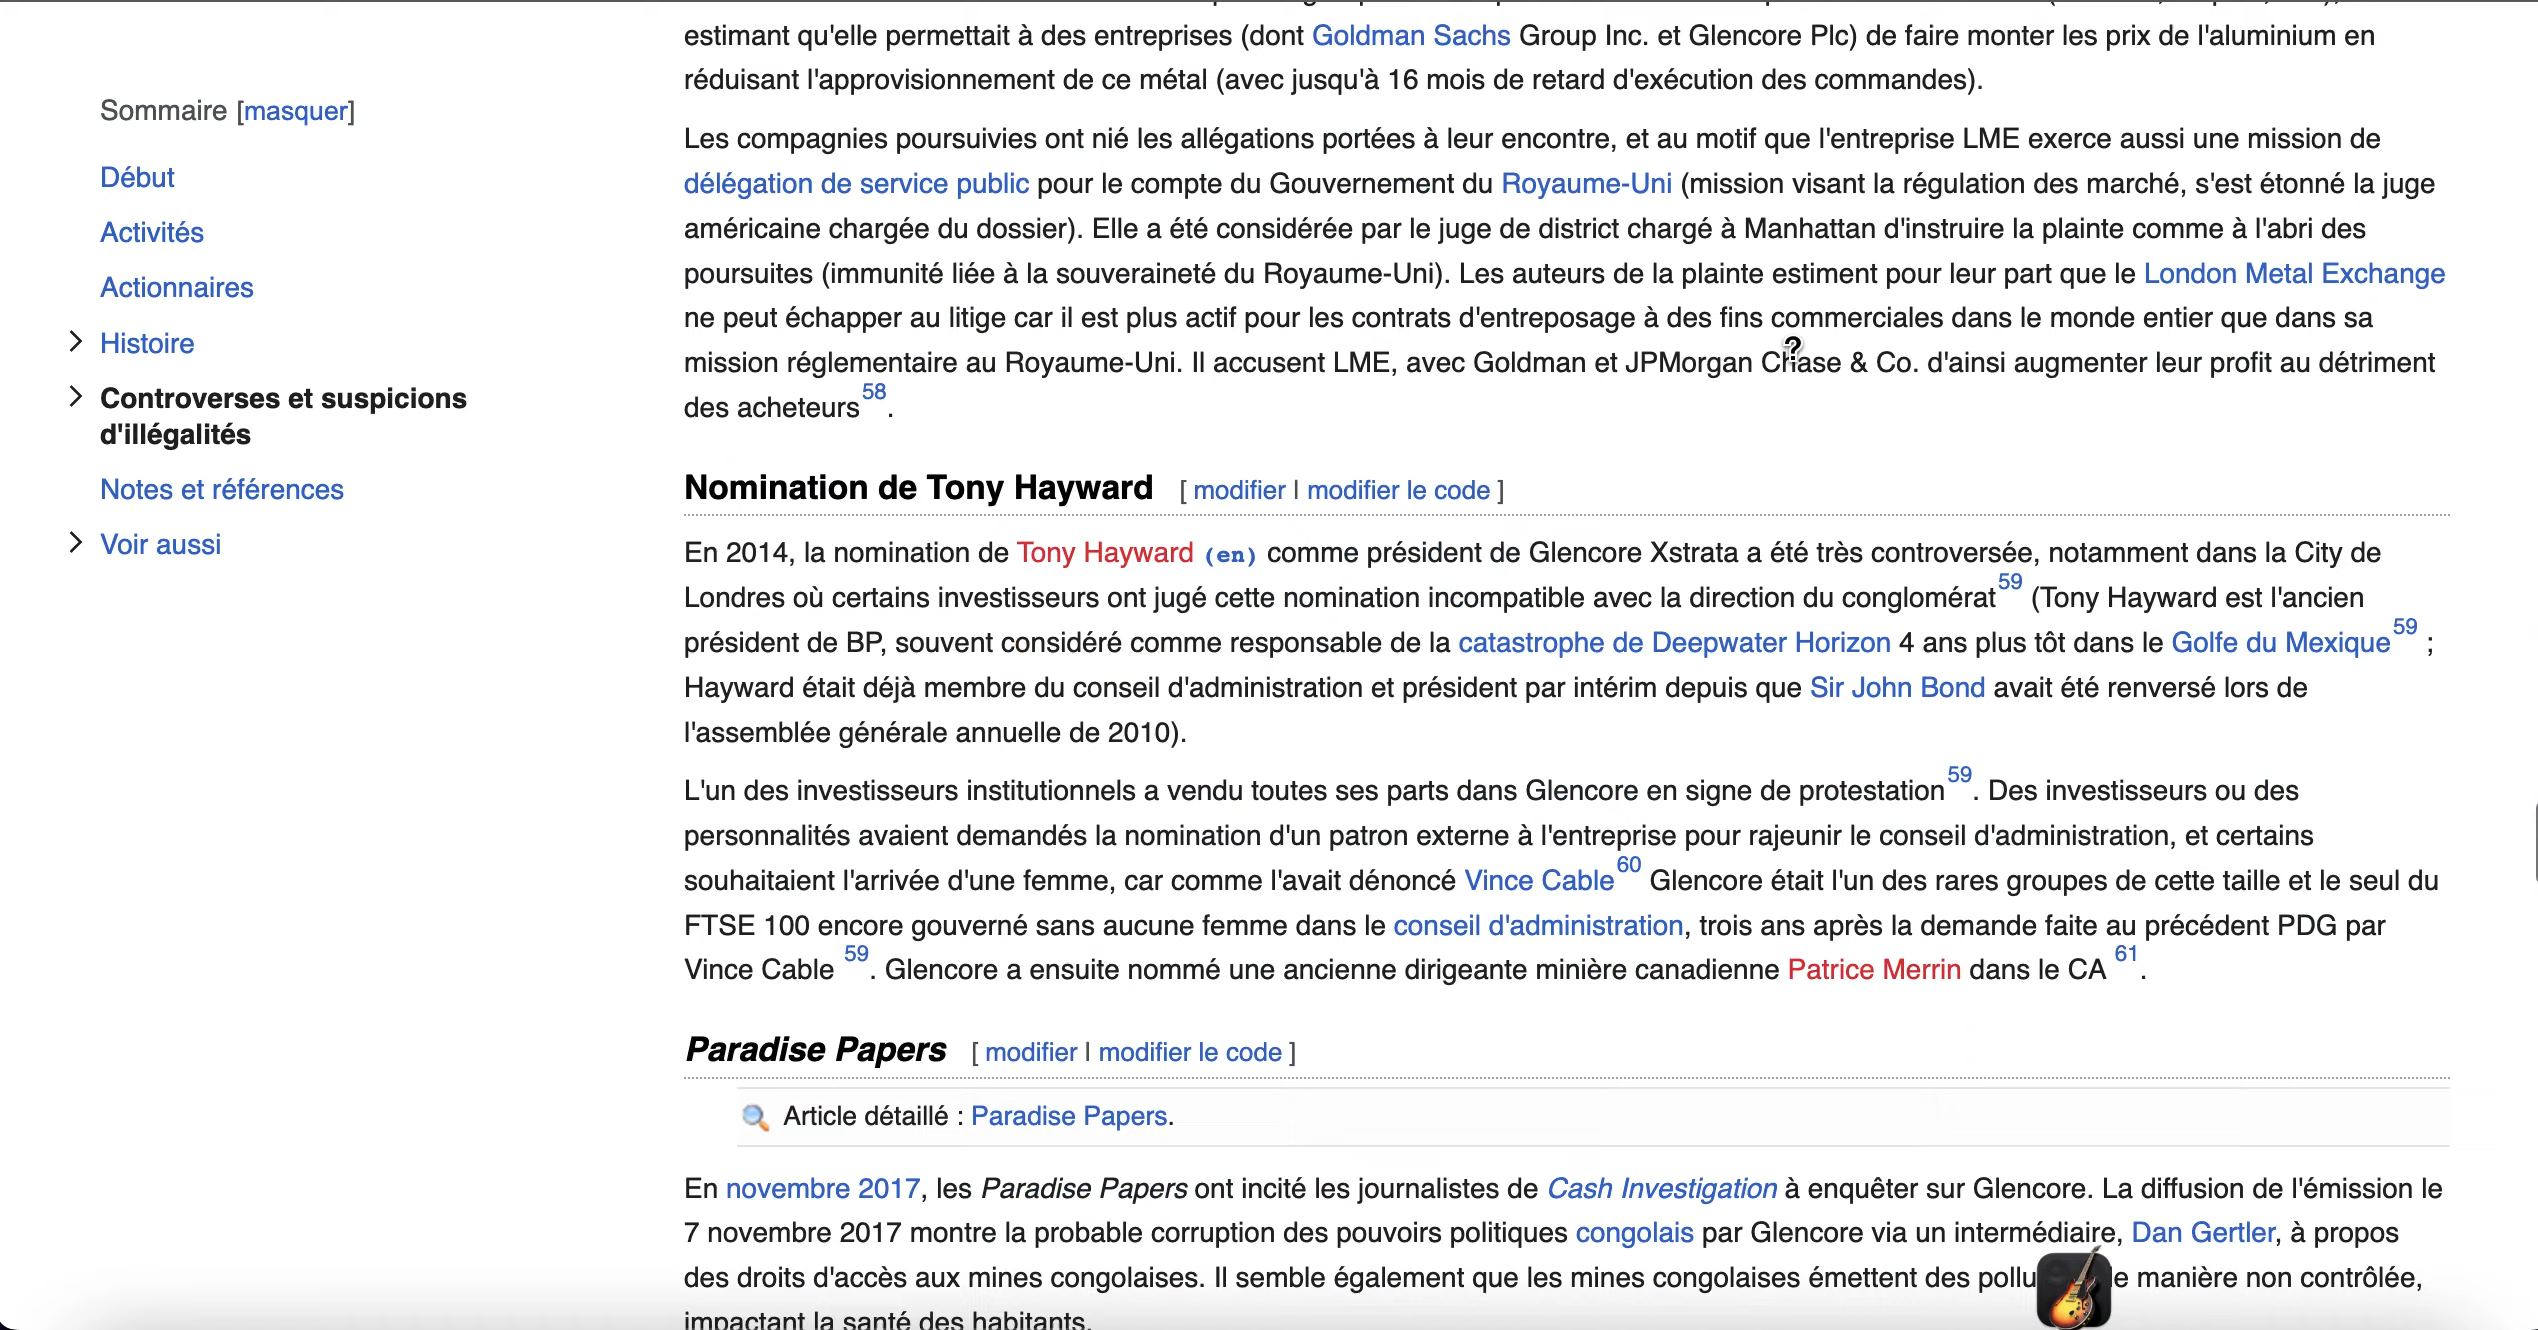 Sommaire [masquer]
Début
Activités
Actionnaires
Histoire
Controverses et suspicions
d'illégalités
Notes et références
Voir aussi
estimant qu'elle permettait à des entreprises (dont Goldman Sachs Group Inc. et Glencore Plc) de faire monter les prix de l'aluminium en
réduisant l'approvisionnement de ce métal (avec jusqu'à 16 mois de retard d'exécution des commandes).
Les compagnies poursuivies ont nié les allégations portées à leur encontre, et au motif que l'entreprise LME exerce aussi une mission de
délégation de service public pour le compte du Gouvernement du Royaume-Uni (mission visant la régulation des marché, s'est étonné la juge
américaine chargée du dossier). Elle a été considérée par le juge de district chargé à Manhattan d'instruire la plainte comme à l'abri des
poursuites (immunité liée à la souveraineté du Royaume-Uni). Les auteurs de la plainte estiment pour leur part que le London Metal Exchange
ne peut échapper au litige car il est plus actif pour les contrats d'entreposage à des fins commerciales dans le monde entier que dans sa
mission réglementaire au Royaume-Uni. Il accusent LME, avec Goldman et JPMorgan Chase & Co. d'ainsi augmenter leur profit au détriment
des acheteurs58.
Nomination de Tony Hayward [ modifier | modifier le code ]
En 2014, la nomination de Tony Hayward (en) comme président de Glencore Xstrata a été très controversée, notamment dans la City de
Londres où certains investisseurs ont jugé cette nomination incompatible avec la direction du conglomérat59 (Tony Hayward est l'ancien
président de BP, souvent considéré comme responsable de la catastrophe de Deepwater Horizon 4 ans plus tôt dans le Golfe du Mexique59 ;
Hayward était déjà membre du conseil d'administration et président par intérim depuis que Sir John Bond avait été renversé lors de
l'assemblée générale annuelle de 2010).
L'un des investisseurs institutionnels a vendu toutes ses parts dans Glencore en signe de protestation59. Des investisseurs ou des
personnalités avaient demandés la nomination d'un patron externe à l'entreprise pour rajeunir le conseil d'administration, et certains
souhaitaient l'arrivée d'une femme, car comme l'avait dénoncé Vince Cable60 Glencore était l'un des rares groupes de cette taille et le seul du
FTSE 100 encore gouverné sans aucune femme dans le conseil d'administration, trois ans après la demande faite au précédent PDG par
Vince Cable 59. Glencore a ensuite nommé une ancienne dirigeante minière canadienne Patrice Merrin dans le CA 61.
Paradise Papers [ modifier | modifier le code ]
Article détaillé : Paradise Papers.
En novembre 2017, les Paradise Papers ont incité les journalistes de Cash Investigation à enquêter sur Glencore. La diffusion de l'émission le
7 novembre 2017 montre la probable corruption des pouvoirs politiques congolais par Glencore via un intermédiaire, Dan Gertler, à propos
des droits d'accès aux mines congolaises. Il semble également que les mines congolaises émettent des pollu e manière non contrôlée,
impactant la santé des habitants.